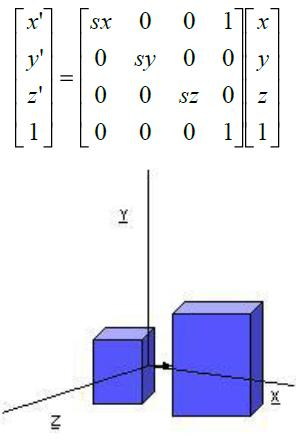 [x'] = [sx 0 0 1] [x]
[y'] = [0 sy 0 0] [y]
[z'] = [0 0 sz 0] [z]
[1] = [0 0 0 1] [1]
Y
X
Z